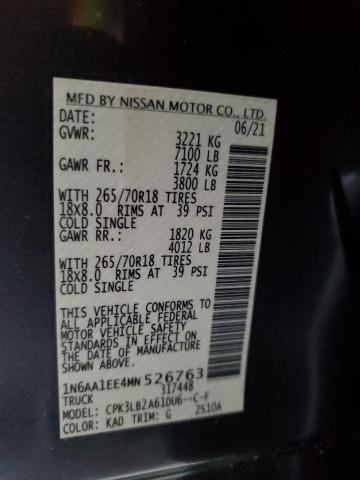 MFD BY NISSAN MOTOR CO., LTD.
DATE: 06/21
GVWR: 3221 KG
7100 LB
GAWR FR.: 1724 KG
3800 LB
WITH 265/70R18 TIRES
18X8.0 RIMS AT 39 PSI
COLD SINGLE
GAWR RR.: 1820 KG
4012 LB
WITH 265/70R18 TIRES
18X8.0 RIMS AT 39 PSI
COLD SINGLE
THIS VEHICLE CONFORMS TO
ALL APPLICABLE FEDERAL
MOTOR VEHICLE SAFETY
STANDARDS IN EFFECT ON
THE DATE OF MANUFACTURE
SHOWN ABOVE.
1N6AA1EE4MN526763
TRUCK 317448
MODEL: CPK3LB2A61DU6--C-F
COLOR: KAD TRIM: G 2S10A